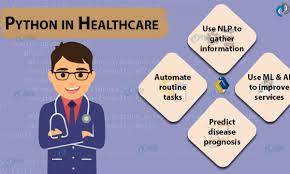 PYTHON IN HEALTHCARE
Use NLP to
gather
information
Automate
routine
tasks
Use ML & AI
to improve
services
Predict
disease
prognosis